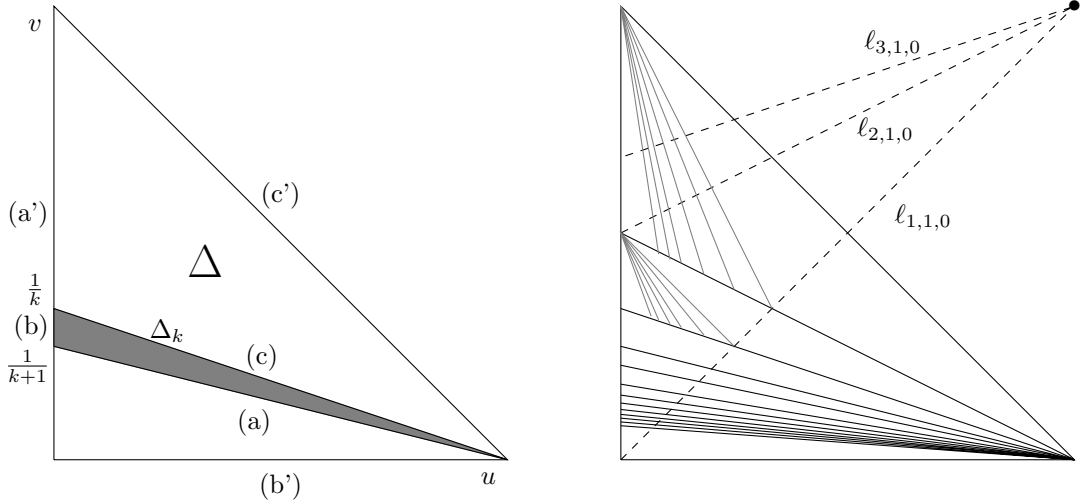 v
(c')
(a')
Δ
1/k
(b)
Δ_k
(c)
1/(k+1)
(a)
u
(b')
ℓ_{3,1,0}
ℓ_{2,1,0}
ℓ_{1,1,0}